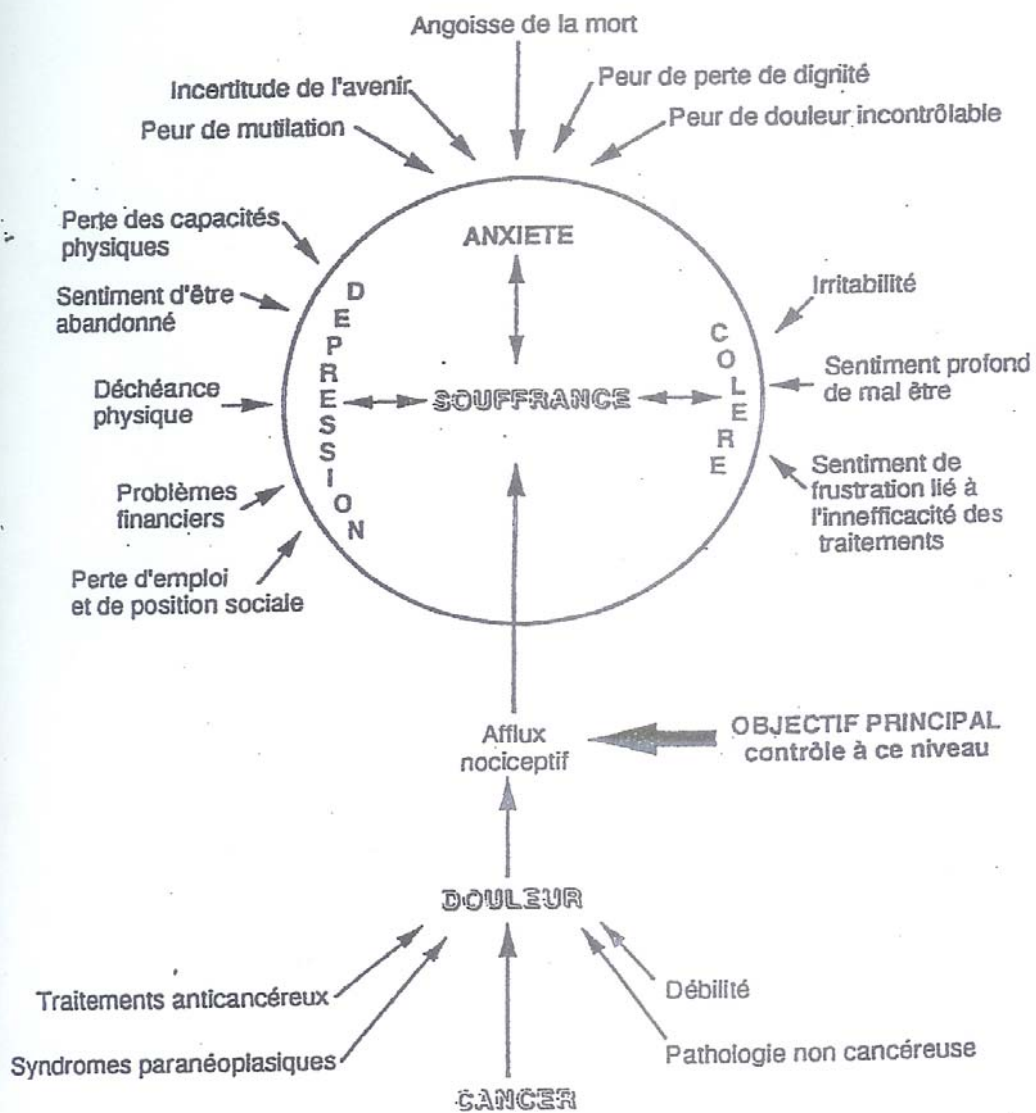 Angoisse de la mort
Incertitude de l'avenir
Peur de perte de dignité
Peur de mutilation
Peur de douleur incontrôlable
Perte des capacités
physiques
ANXIETE
Sentiment d'être
abandonné
DEPRESSION
Irritabilité
COLERE
Déchéance
physique
SOUFFRANCE
Sentiment profond
de mal être
Problèmes
financiers
Sentiment de
frustration lié à
l'innefficacité des
traitements
Perte d'emploi
et de position sociale
Afflux
nociceptif
OBJECTIF PRINCIPAL
contrôle à ce niveau
DOULEUR
Traitements anticancéreux
Débilité
Syndromes paranéoplasiques
Pathologie non cancéreuse
CANCER